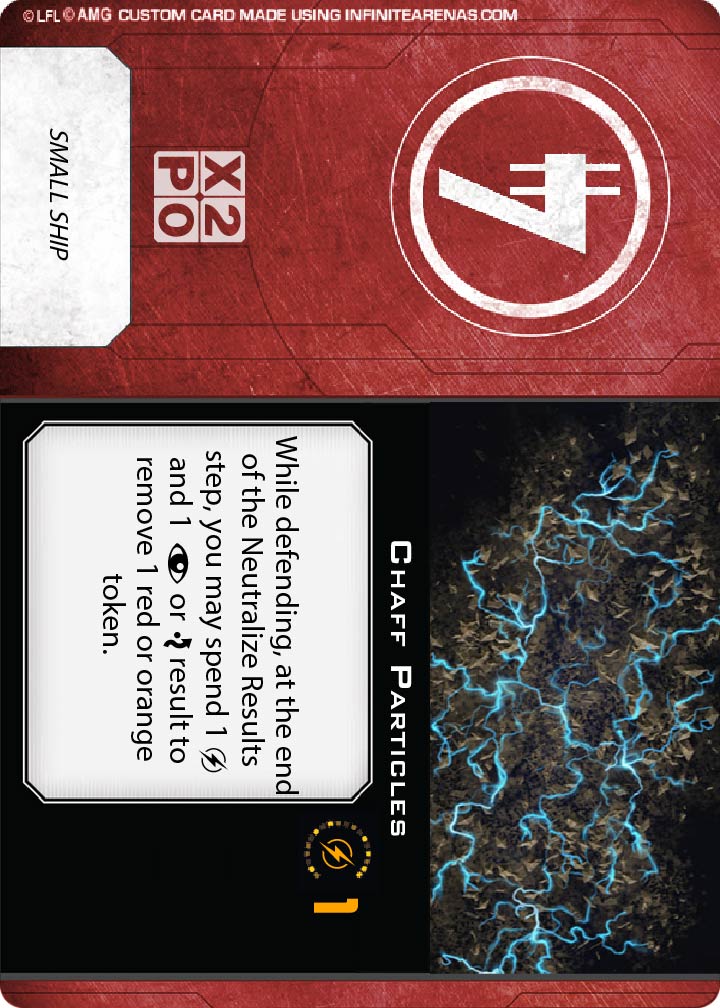 ©LFL ©AMG CUSTOM CARD MADE USING INFINITEARENAS.COM
SMALL SHIP
X2
PO
CHAFF PARTICLES
While defending, at the end
of the Neutralize Results
step, you may spend 1
and 1 or result to
remove 1 red or orange
token.
1